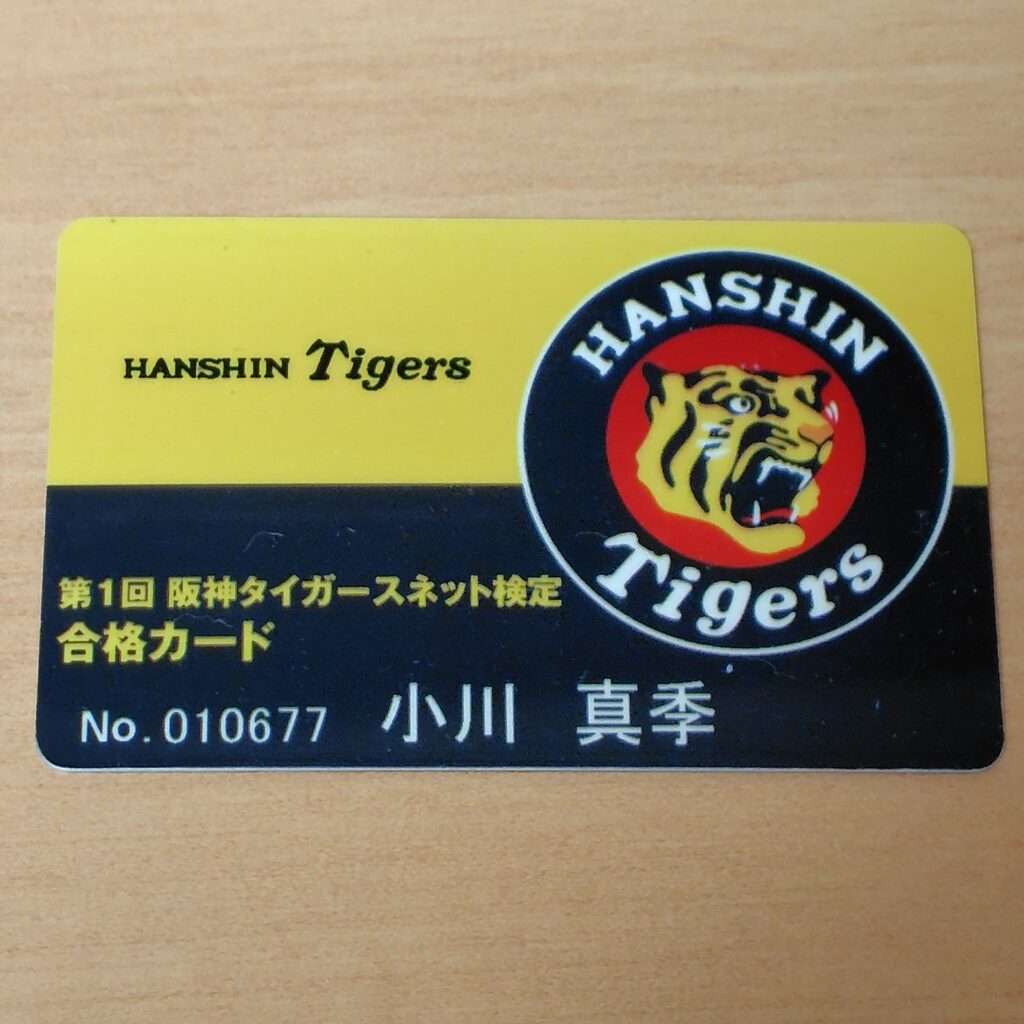 HANSHIN Tigers
HANSHIN
Tigers
第1回 阪神タイガースネット検定
合格カード
No.010677 小川 真季